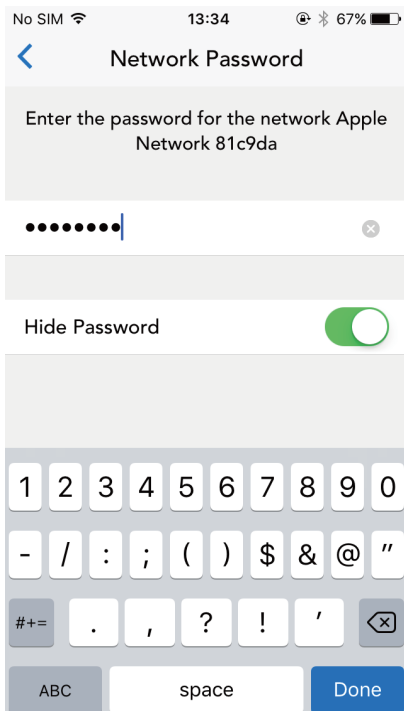 No SIM 13:34 67%
Network Password
Enter the password for the network Apple
Network 81c9da
••••••••
Hide Password
1 2 3 4 5 6 7 8 9 0
- / : ; ( ) $ & @ "
#+= . , ? ! '
ABC space Done